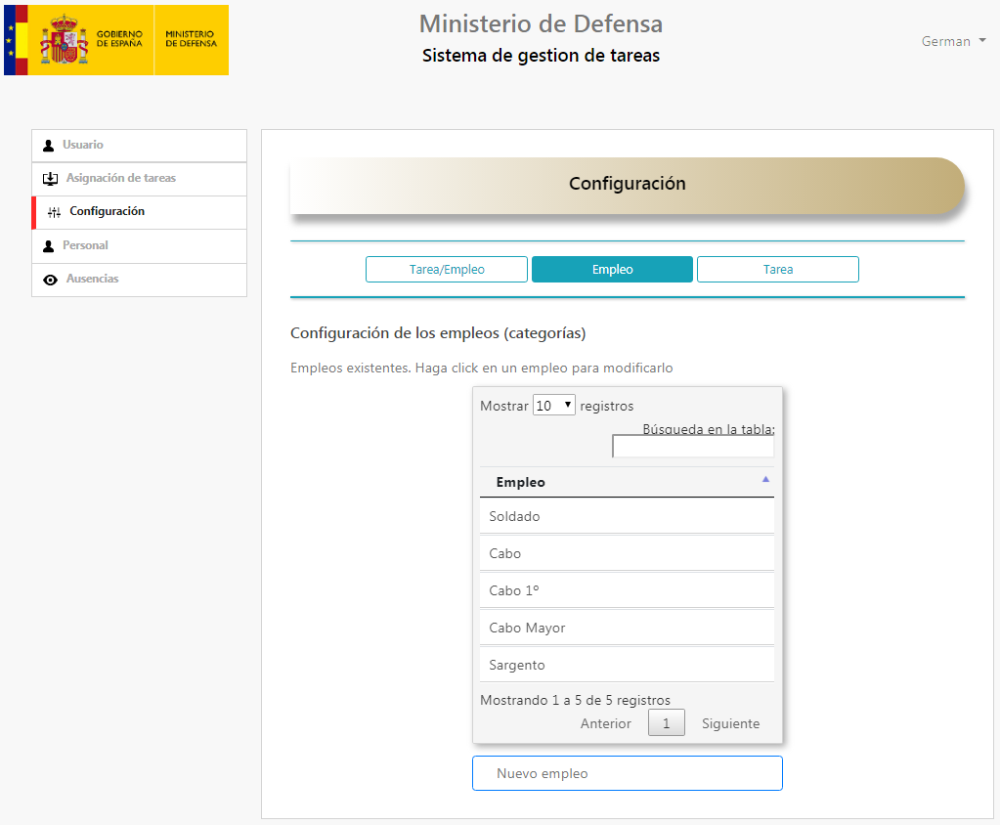 GOBIERNO
DE ESPAÑA
MINISTERIO
DE DEFENSA
Ministerio de Defensa
Sistema de gestion de tareas
German
Usuario
Asignación de tareas
Configuración
Personal
Ausencias
Configuración
Tarea/Empleo
Empleo
Tarea
Configuración de los empleos (categorías)
Empleos existentes. Haga click en un empleo para modificarlo
Mostrar 10 registros
Búsqueda en la tabla:
Empleo
Soldado
Cabo
Cabo 1º
Cabo Mayor
Sargento
Mostrando 1 a 5 de 5 registros
Anterior 1 Siguiente
Nuevo empleo